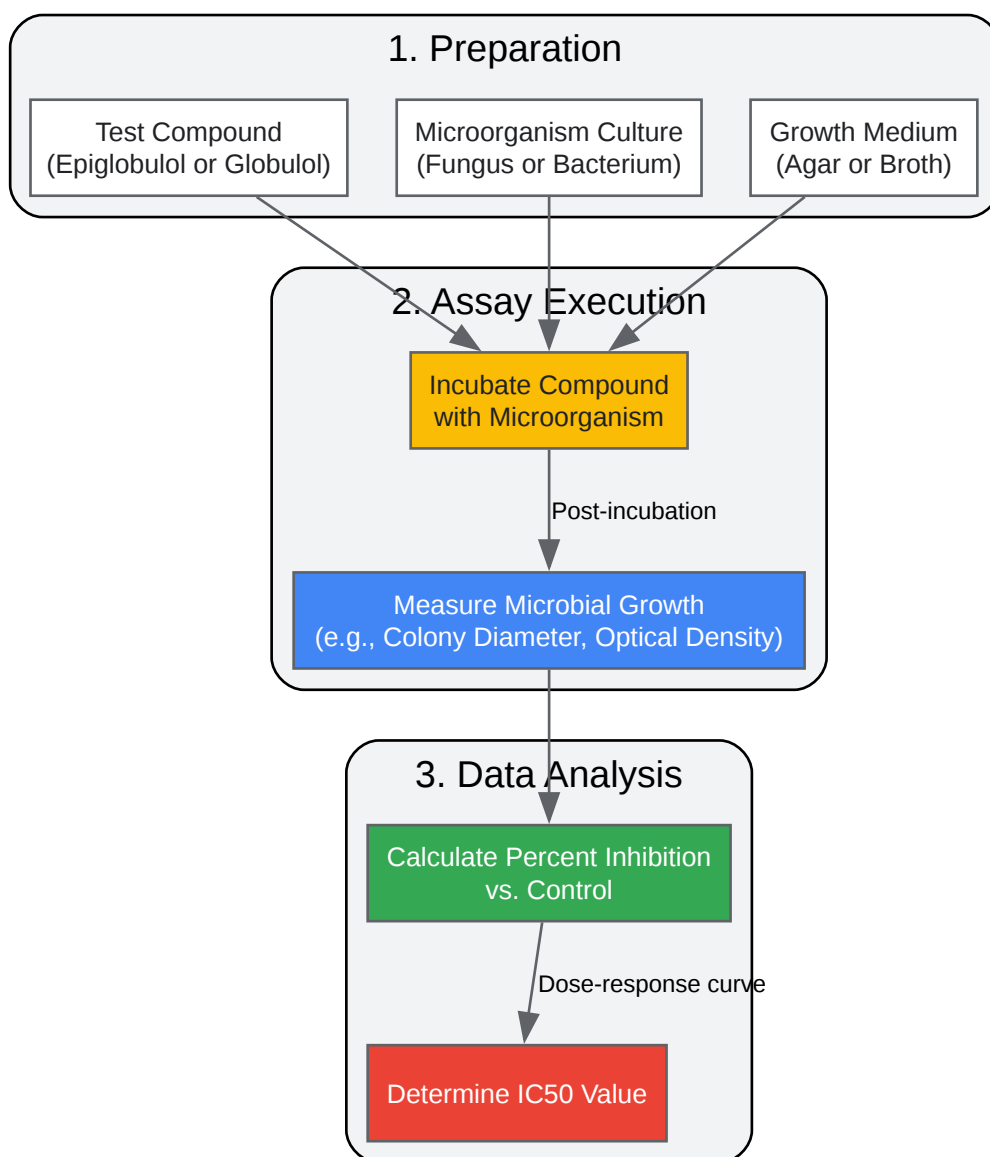 1. Preparation
Test Compound
(Epiglobulol or Globulol)
Microorganism Culture
(Fungus or Bacterium)
Growth Medium
(Agar or Broth)
2. Assay Execution
Incubate Compound
with Microorganism
Post-incubation
Measure Microbial Growth
(e.g., Colony Diameter, Optical Density)
3. Data Analysis
Calculate Percent Inhibition
vs. Control
Dose-response curve
Determine IC50 Value